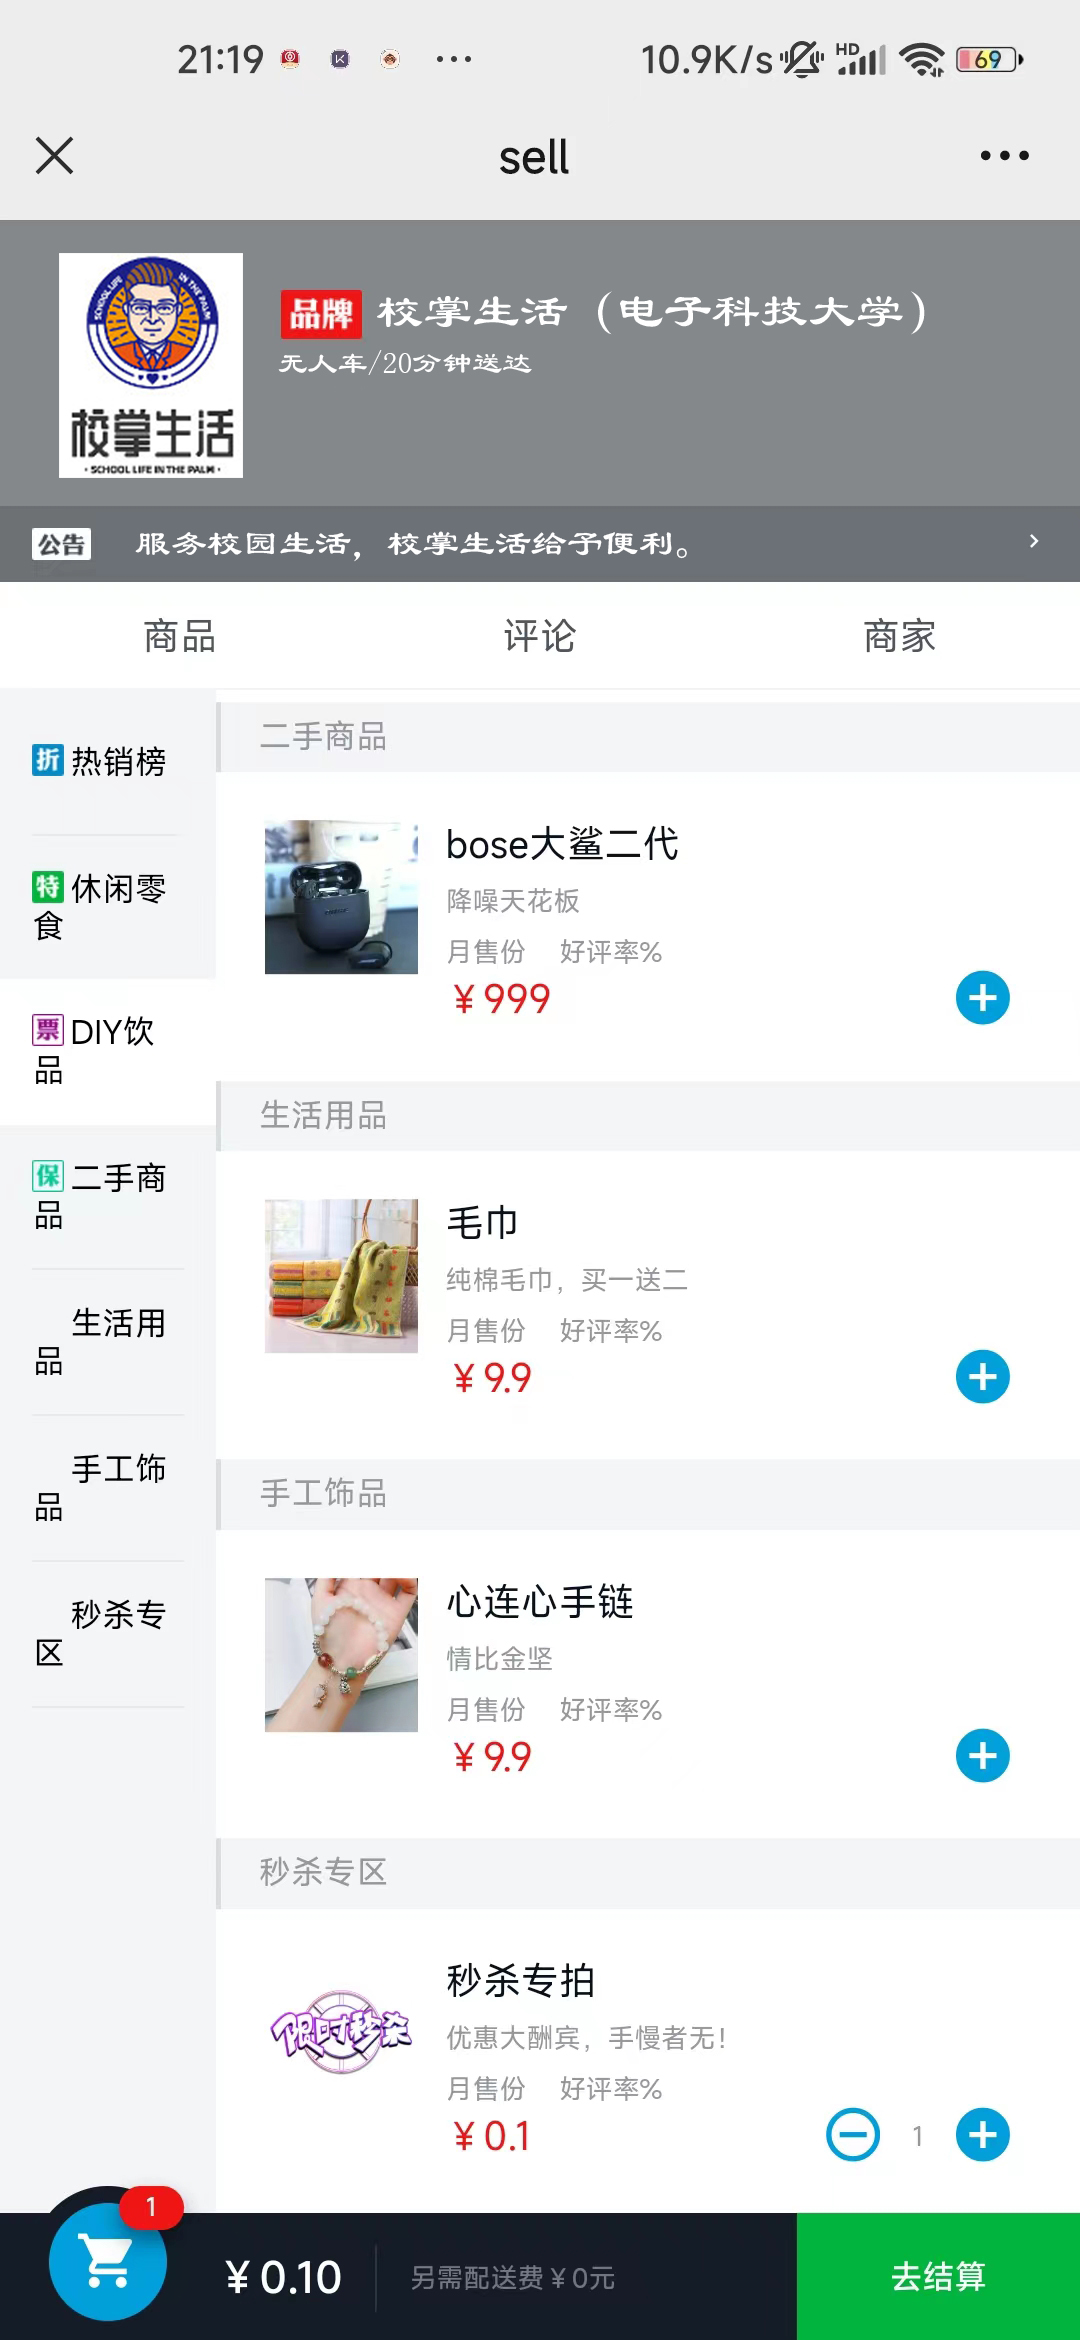 21:19
10.9K/s
HD
69
sell
SCHOOL LIFE IN THE PALM
校掌生活
· SCHOOL LIFE IN THE PALM ·
品牌 校掌生活（电子科技大学）
无人车/20分钟送达
公告 服务校园生活，校掌生活给予便利。
商品 评论 商家
折 热销榜
特 休闲零
食
票 DIY饮
品
保 二手商
品
生活用
品
手工饰
品
秒杀专
区
二手商品
bose大鲨二代
降噪天花板
月售份 好评率%
¥ 999
生活用品
毛巾
纯棉毛巾，买一送二
月售份 好评率%
¥ 9.9
手工饰品
心连心手链
情比金坚
月售份 好评率%
¥ 9.9
秒杀专区
限时秒杀
秒杀专拍
优惠大酬宾，手慢者无！
月售份 好评率%
¥ 0.1
1
1
¥ 0.10
另需配送费¥0元
去结算